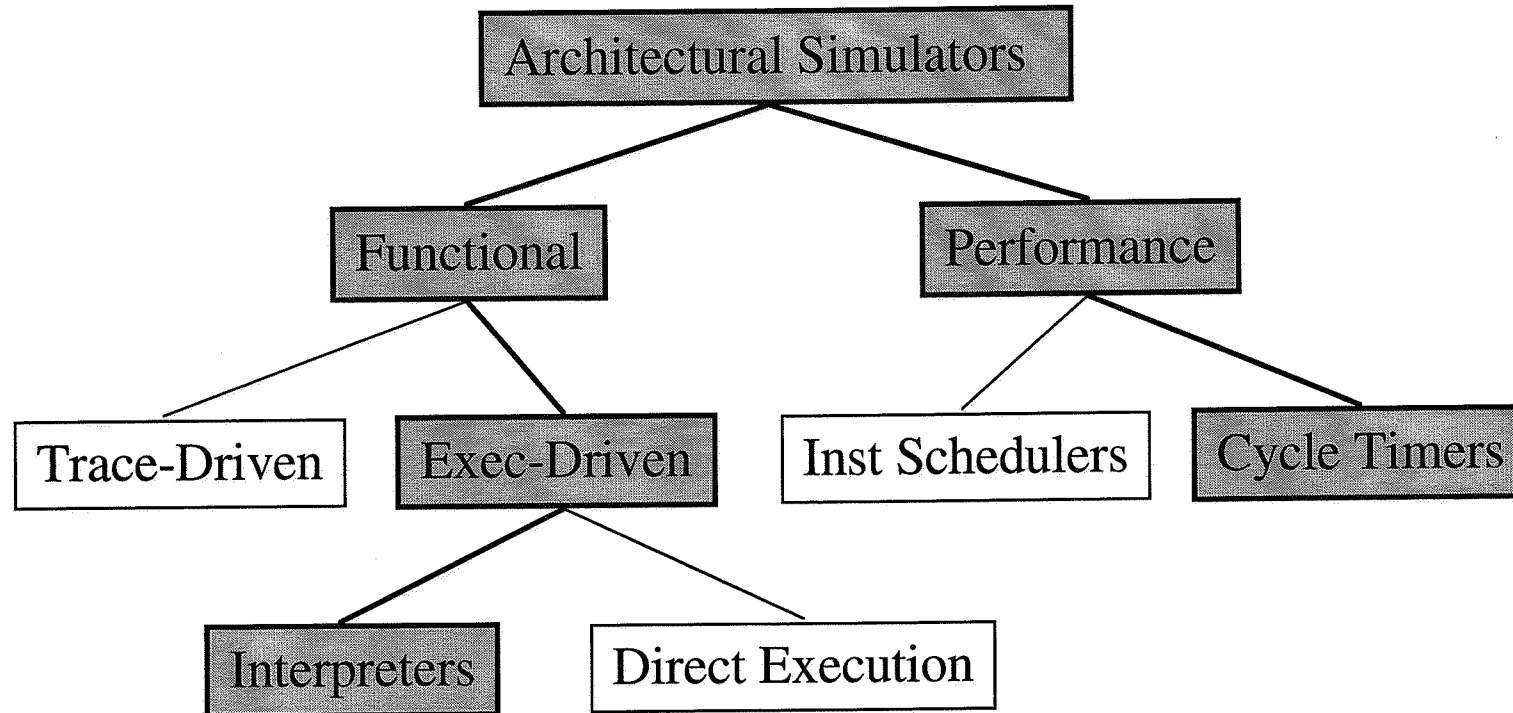 Architectural Simulators
Functional
Performance
Trace-Driven
Exec-Driven
Inst Schedulers
Cycle Timers
Interpreters
Direct Execution